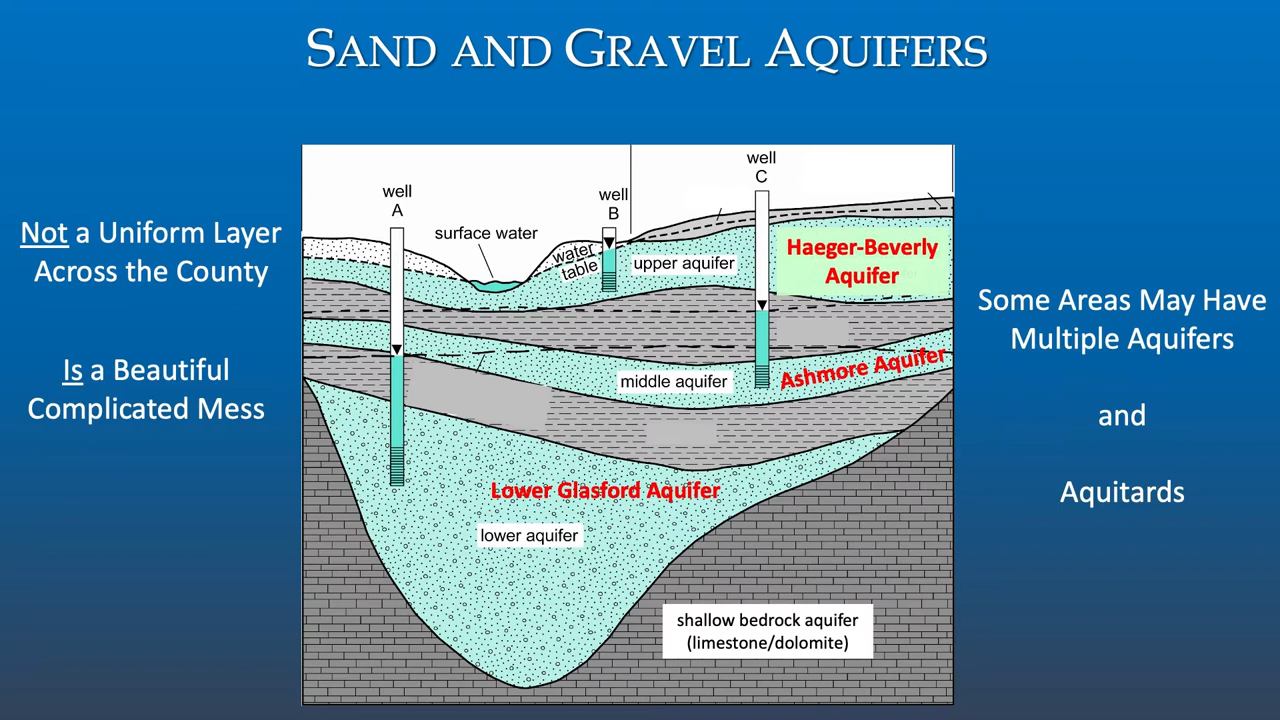 SAND AND GRAVEL AQUIFERS
Not a Uniform Layer
Across the County
Is a Beautiful
Complicated Mess
well
A
surface water
well
B
water
table
well
C
upper aquifer
Haeger-Beverly
Aquifer
middle aquifer
Ashmore Aquifer
Lower Glasford Aquifer
lower aquifer
shallow bedrock aquifer
(limestone/dolomite)
Some Areas May Have
Multiple Aquifers
and
Aquitards